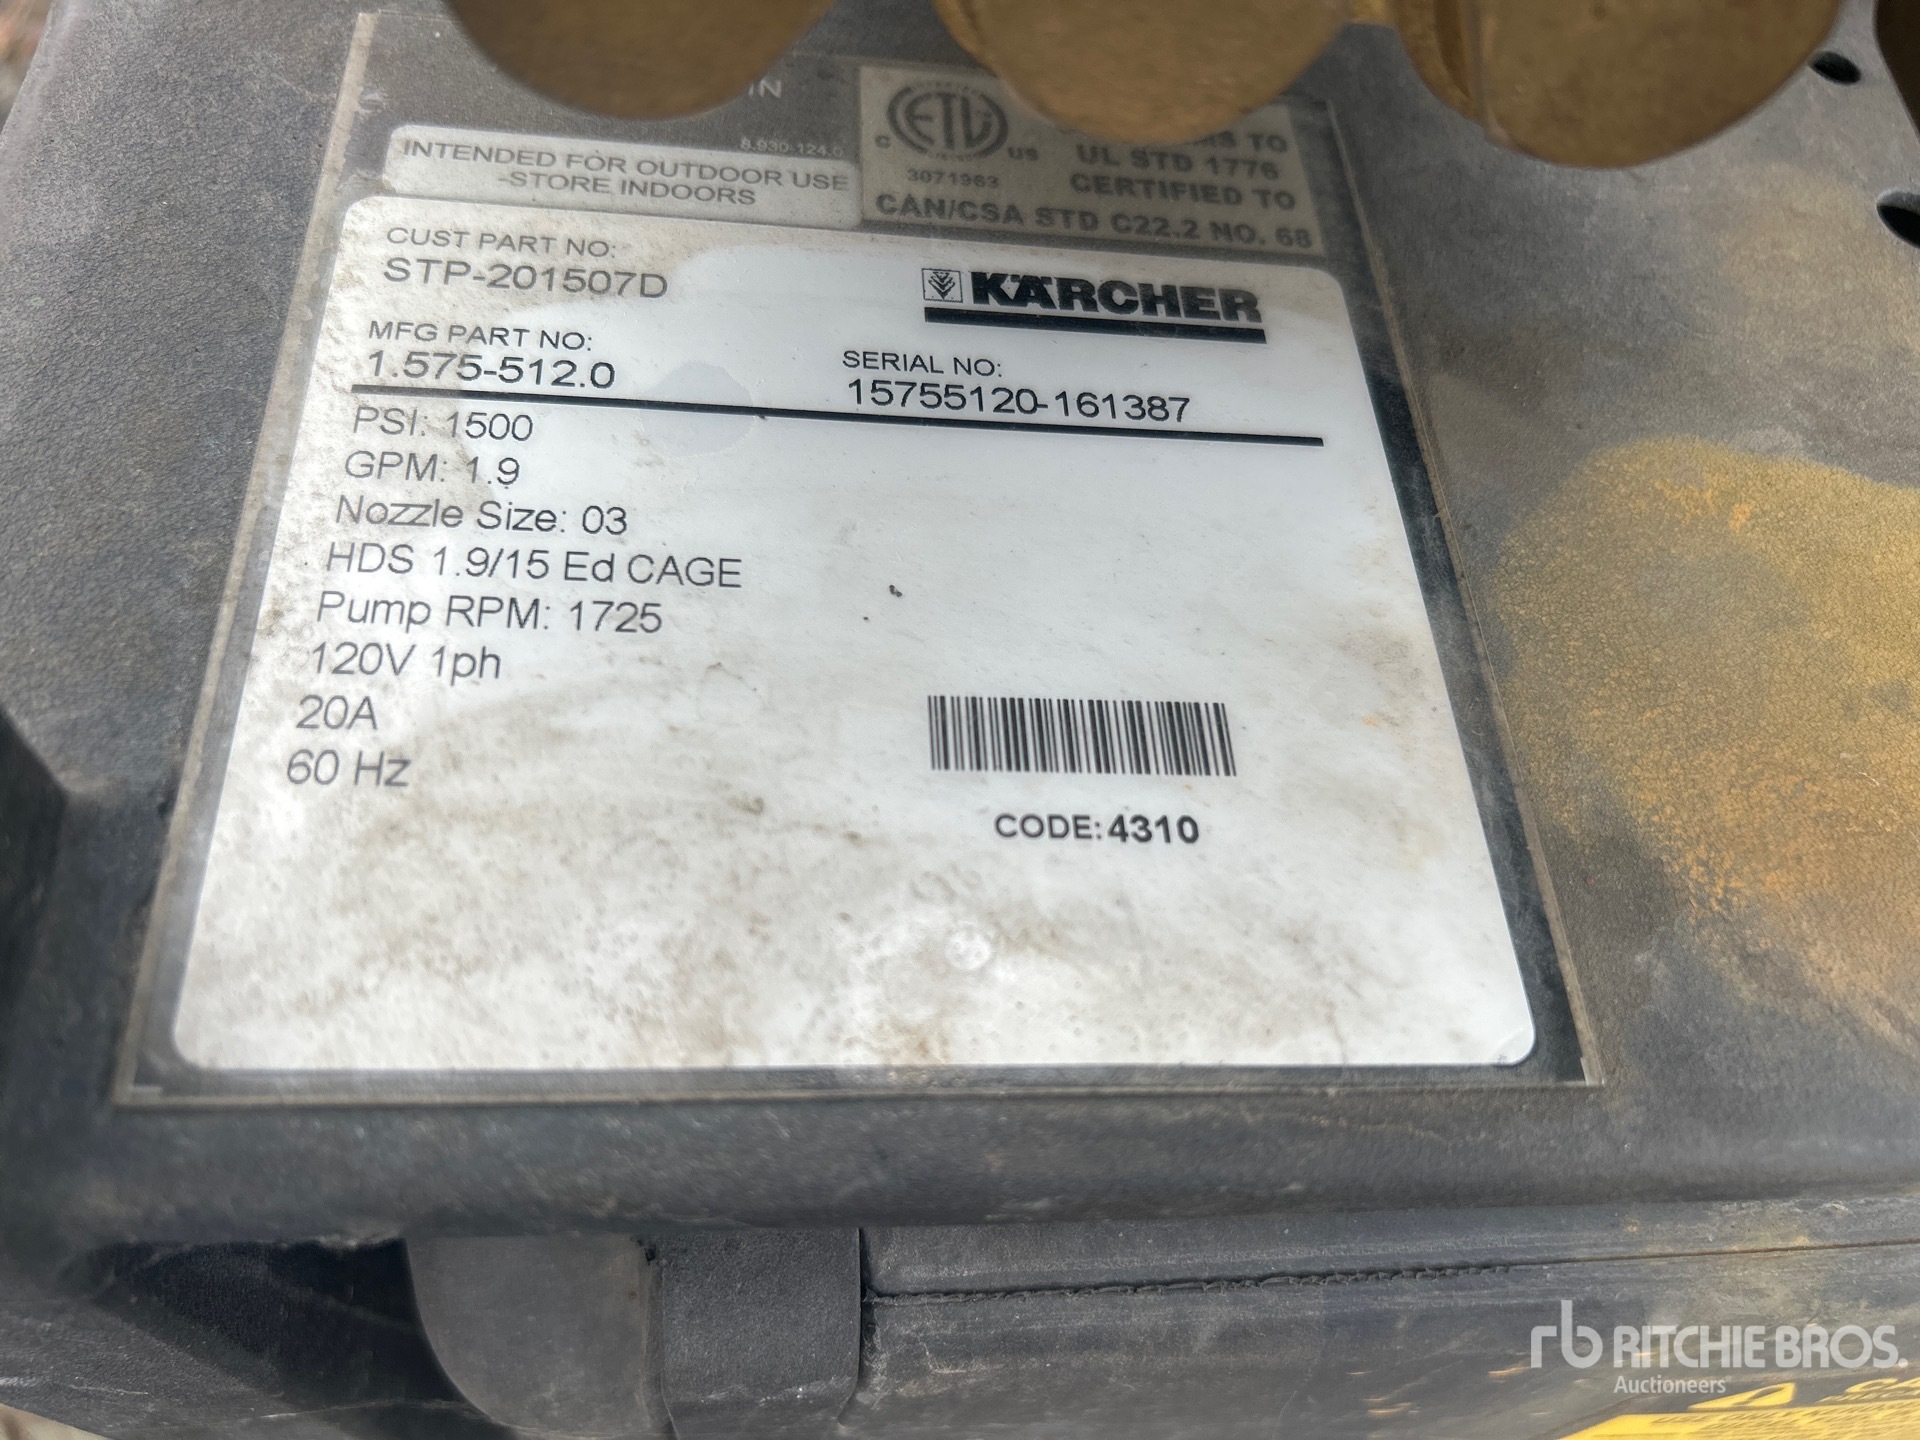 IN
8.930-124.0
INTENDED FOR OUTDOOR USE
-STORE INDOORS
ETL
C US
3071963
TO
UL STD 1776
CERTIFIED TO
CAN/CSA STD C22.2 NO. 68
CUST PART NO:
STP-201507D
KÄRCHER
MFG PART NO:
1.575-512.0
SERIAL NO:
15755120-161387
PSI: 1500
GPM: 1.9
Nozzle Size: 03
HDS 1.9/15 Ed CAGE
Pump RPM: 1725
120V 1ph
20A
60 Hz
CODE: 4310
rb RITCHIE BROS.
Auctioneers